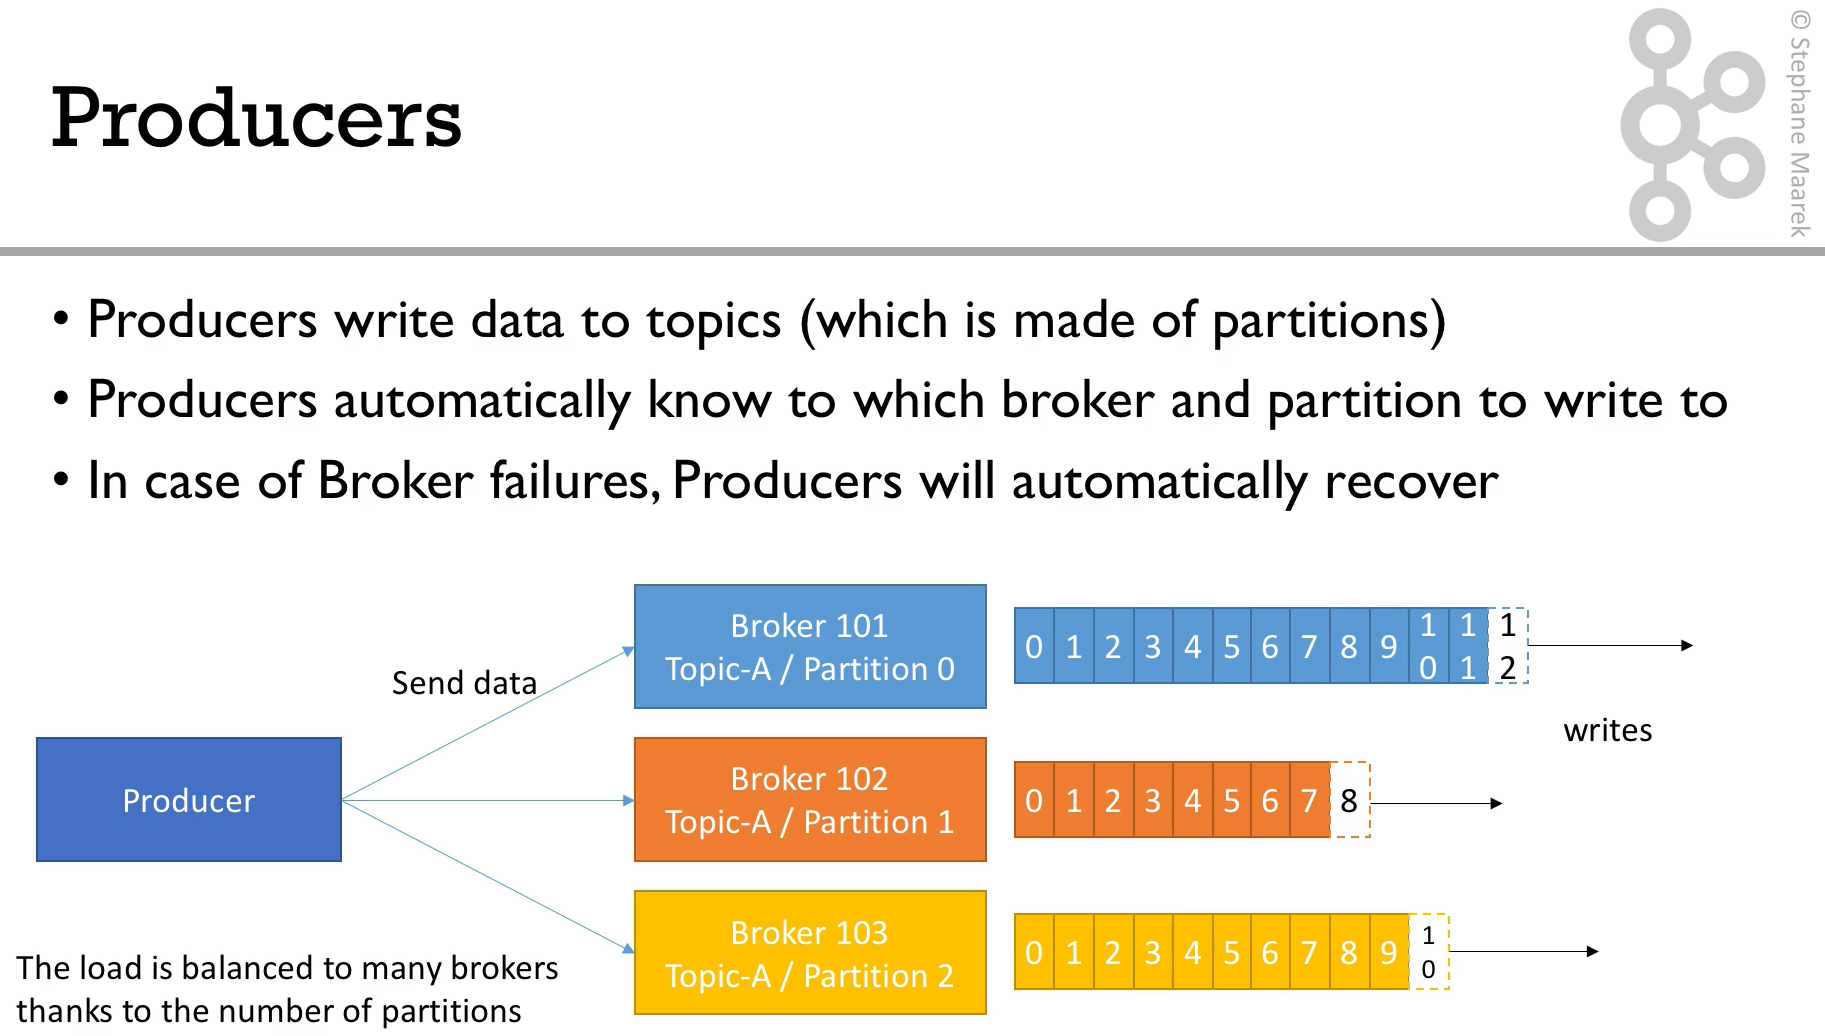 Producers
© Stephane Maarek
• Producers write data to topics (which is made of partitions)
• Producers automatically know to which broker and partition to write to
• In case of Broker failures, Producers will automatically recover
Send data
Producer
Broker 101
Topic-A / Partition 0
0 1 2 3 4 5 6 7 8 9 10 11 12
writes
Broker 102
Topic-A / Partition 1
0 1 2 3 4 5 6 7 8
Broker 103
Topic-A / Partition 2
0 1 2 3 4 5 6 7 8 9 10
The load is balanced to many brokers
thanks to the number of partitions